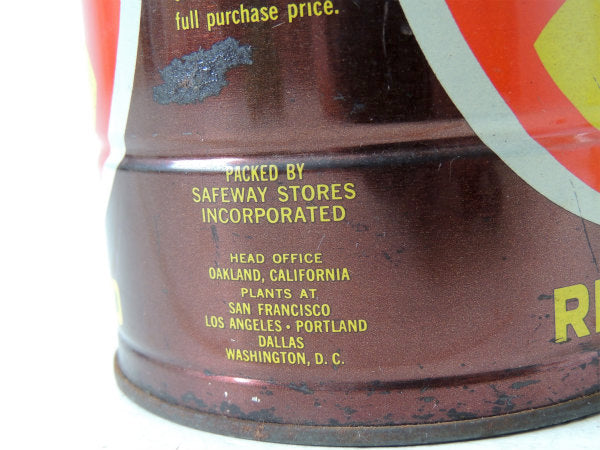 full purchase price.
PACKED BY
SAFEWAY STORES
INCORPORATED
HEAD OFFICE
OAKLAND, CALIFORNIA
PLANTS AT
SAN FRANCISCO
LOS ANGELES • PORTLAND
DALLAS
WASHINGTON, D. C.